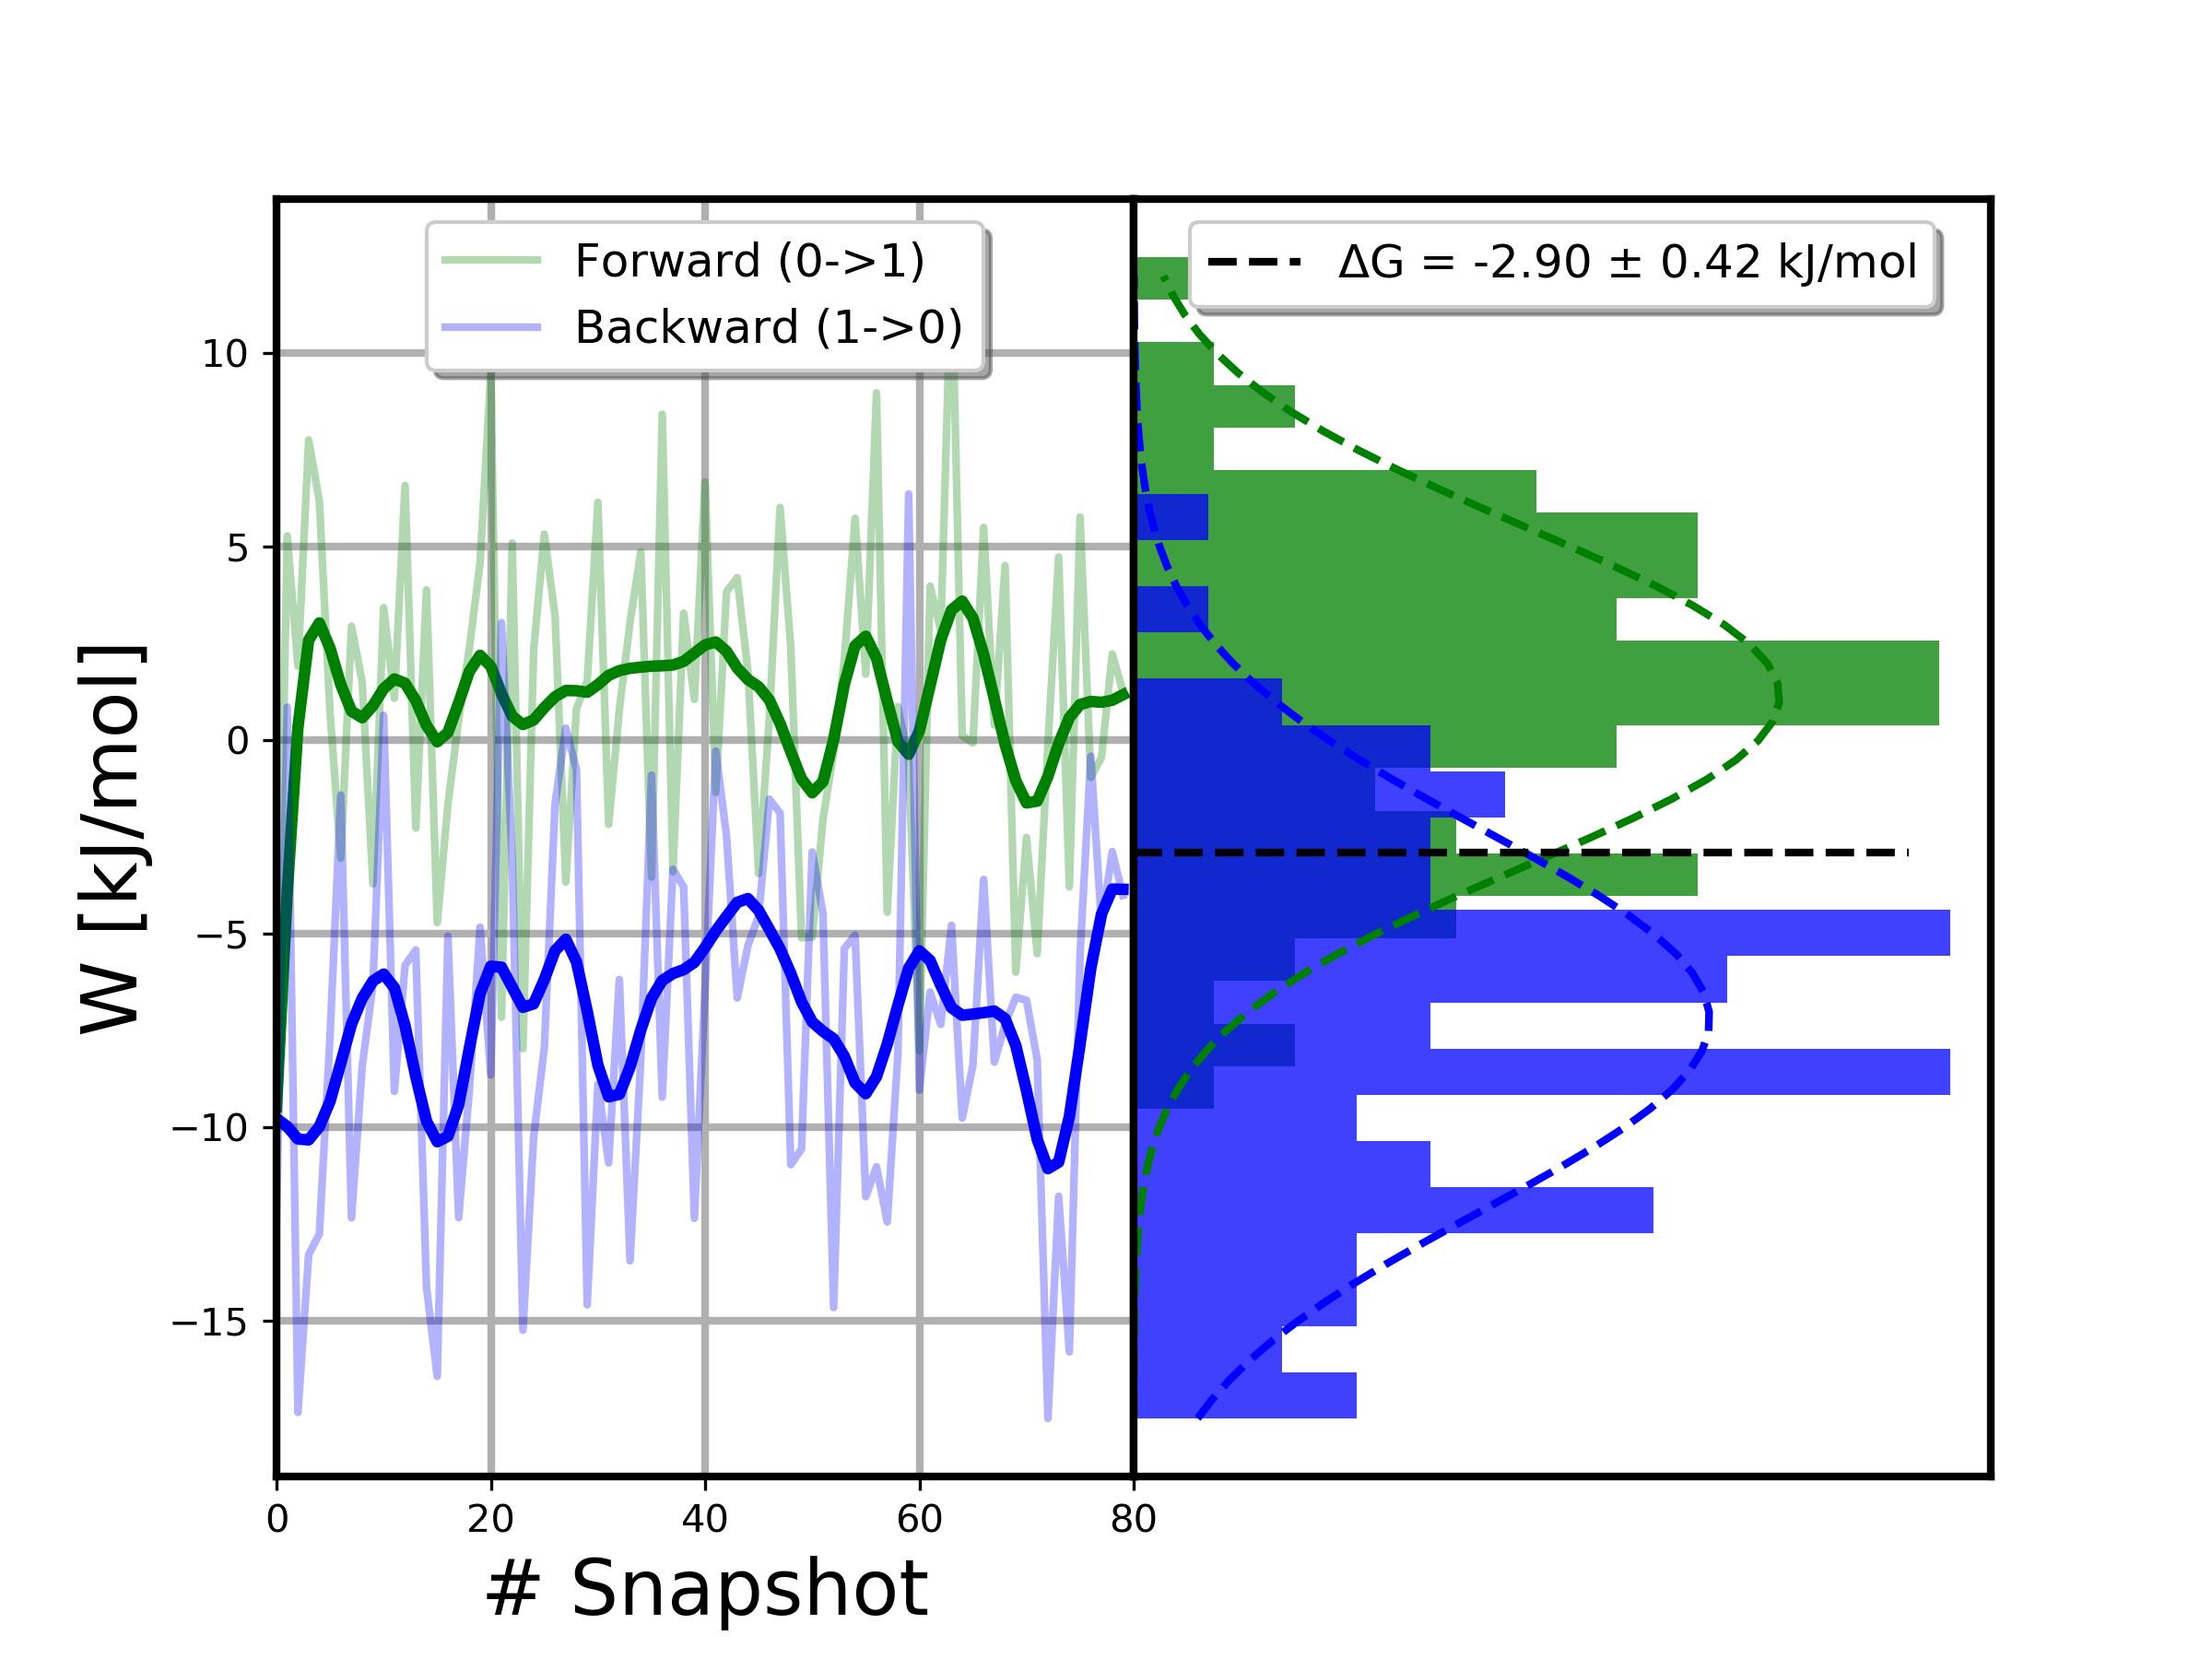 Forward (0->1)
Backward (1->0)
ΔG = -2.90 ± 0.42 kJ/mol
W [kJ/mol]
10
5
0
−5
−10
−15
0 20 40 60 80
# Snapshot